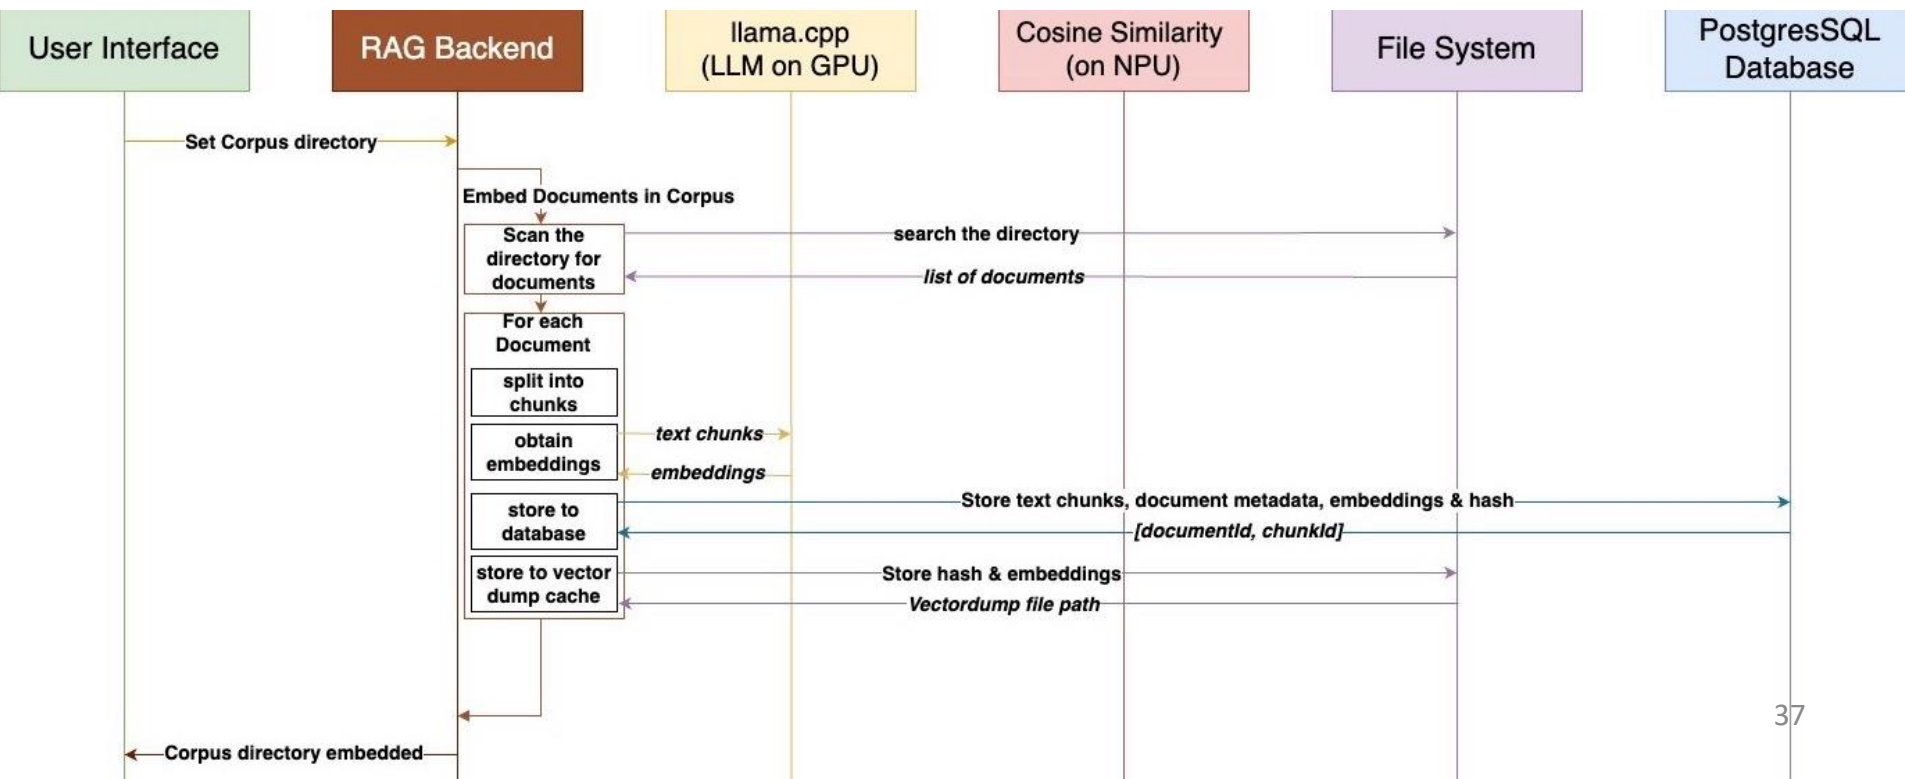 User Interface
RAG Backend
llama.cpp
(LLM on GPU)
Cosine Similarity
(on NPU)
File System
PostgresSQL
Database
Set Corpus directory
Embed Documents in Corpus
Scan the
directory for
documents
search the directory
list of documents
For each
Document
split into
chunks
obtain
embeddings
text chunks
embeddings
store to
database
Store text chunks, document metadata, embeddings & hash
[documentId, chunkId]
store to vector
dump cache
Store hash & embeddings
Vectordump file path
37
Corpus directory embedded